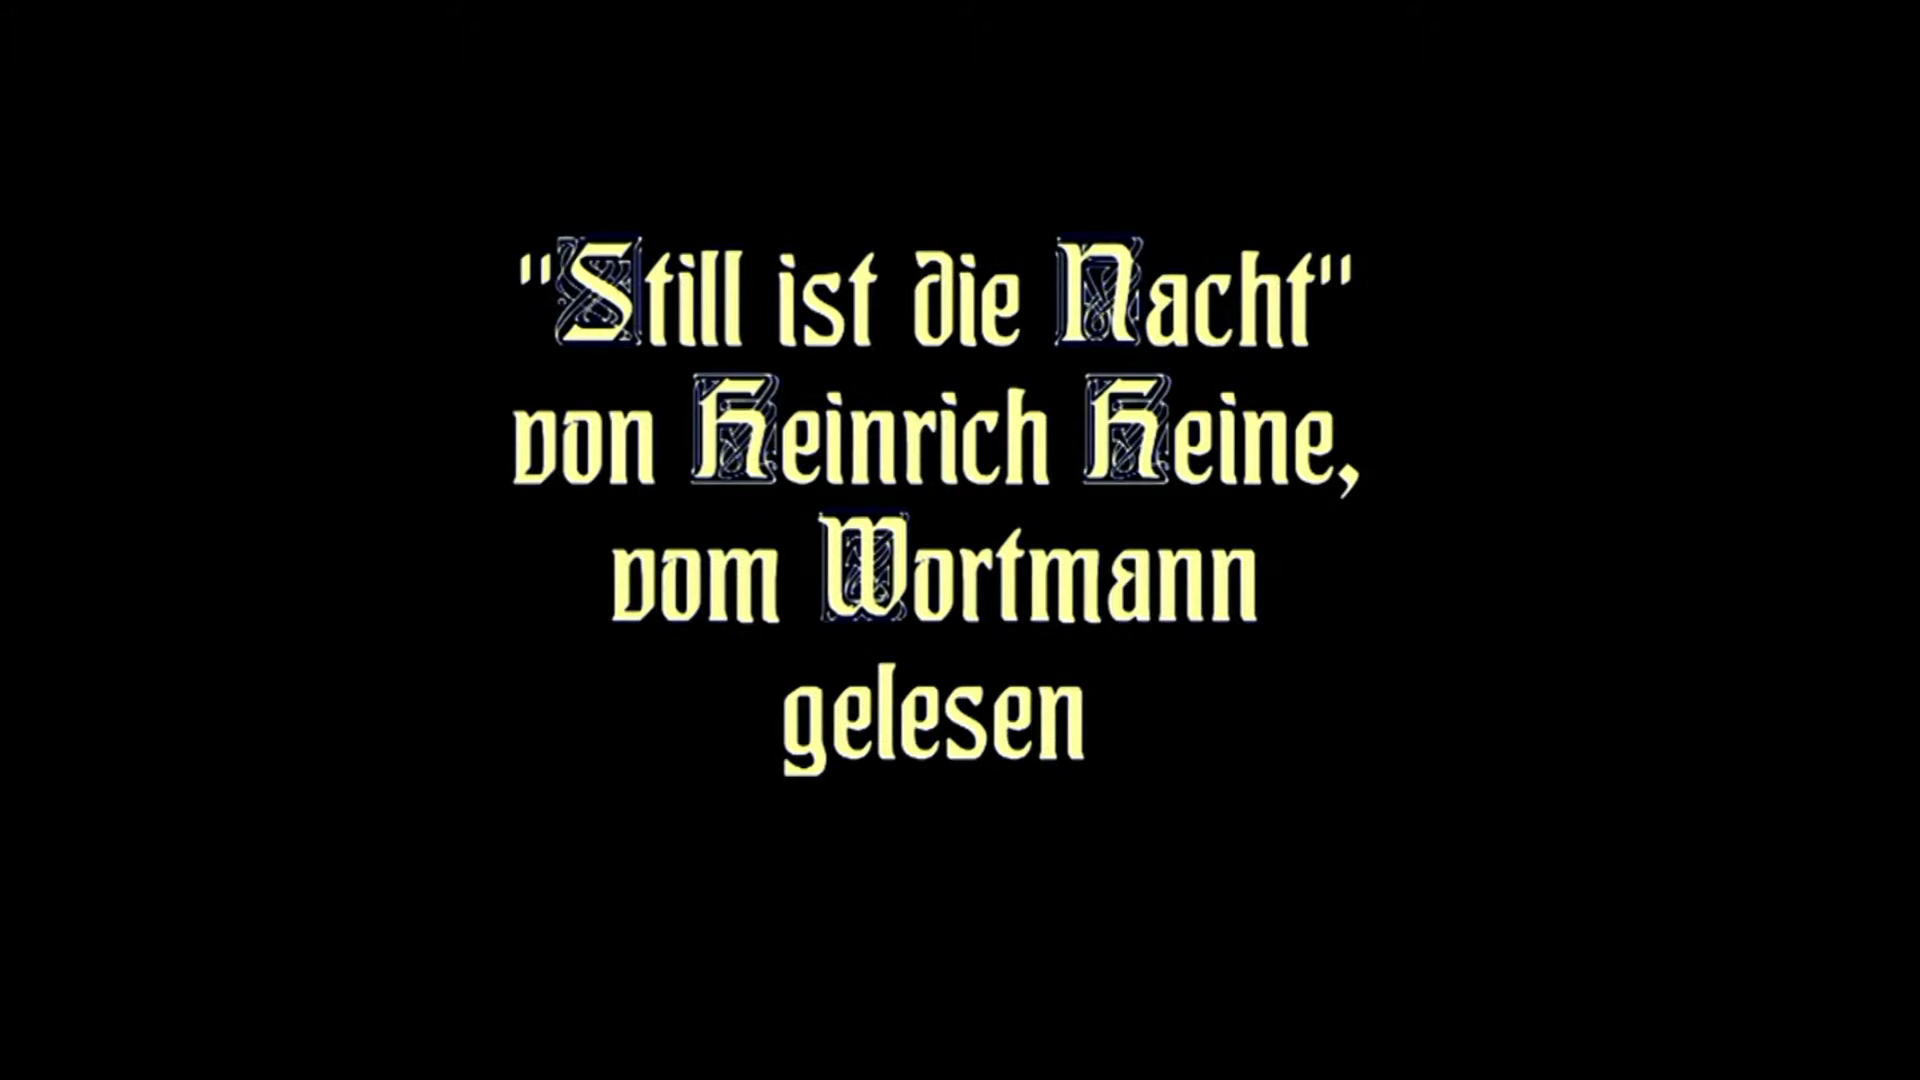 "Still ist die Nacht"
von Heinrich Heine,
vom Wortmann
gelesen